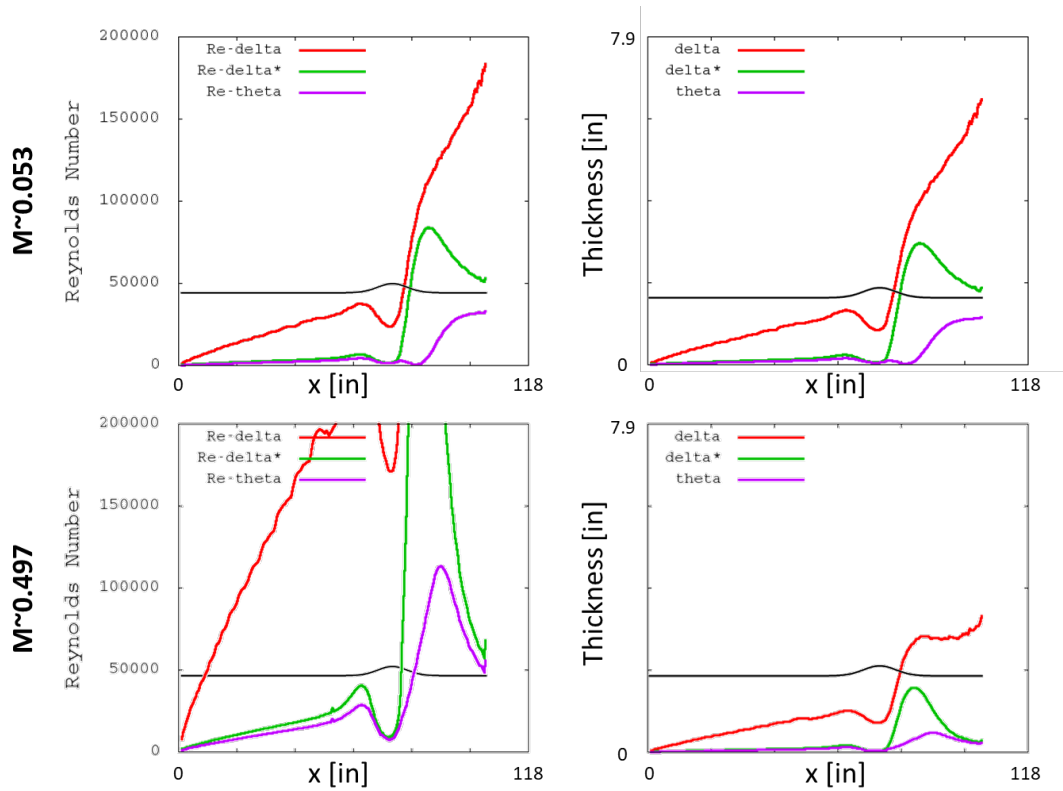 M~0.053
Reynolds Number
200000
150000
100000
50000
0
Re-delta
Re-delta*
Re-theta
0
x [in]
118
Thickness [in]
7.9
0
delta
delta*
theta
0
x [in]
118
M~0.497
Reynolds Number
200000
150000
100000
50000
0
Re-delta
Re-delta*
Re-theta
0
x [in]
118
Thickness [in]
7.9
0
delta
delta*
theta
0
x [in]
118